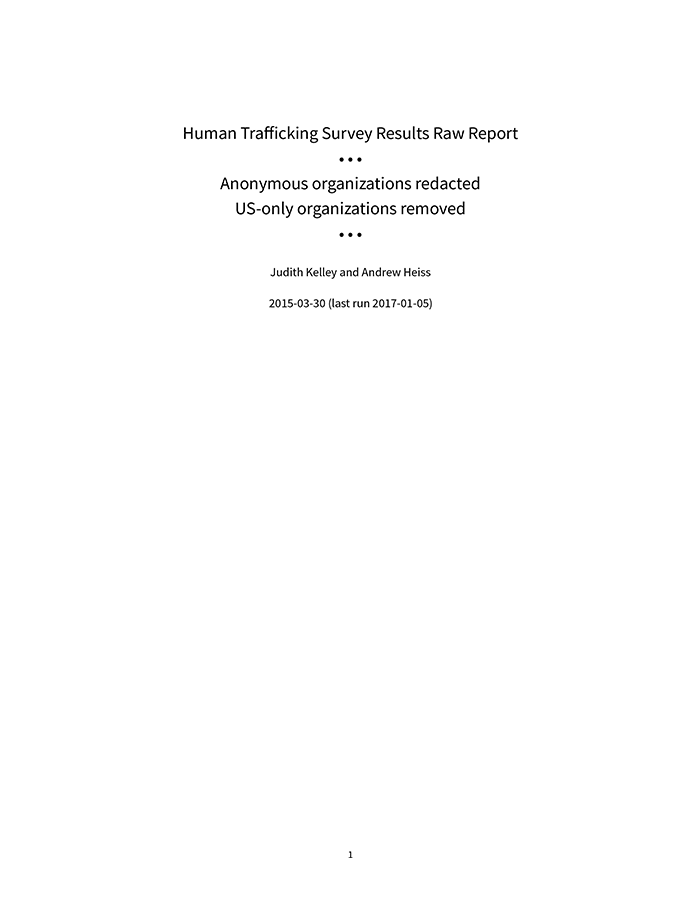 Human Trafficking Survey Results Raw Report
•••
Anonymous organizations redacted
US-only organizations removed
•••
Judith Kelley and Andrew Heiss
2015-03-30 (last run 2017-01-05)
1